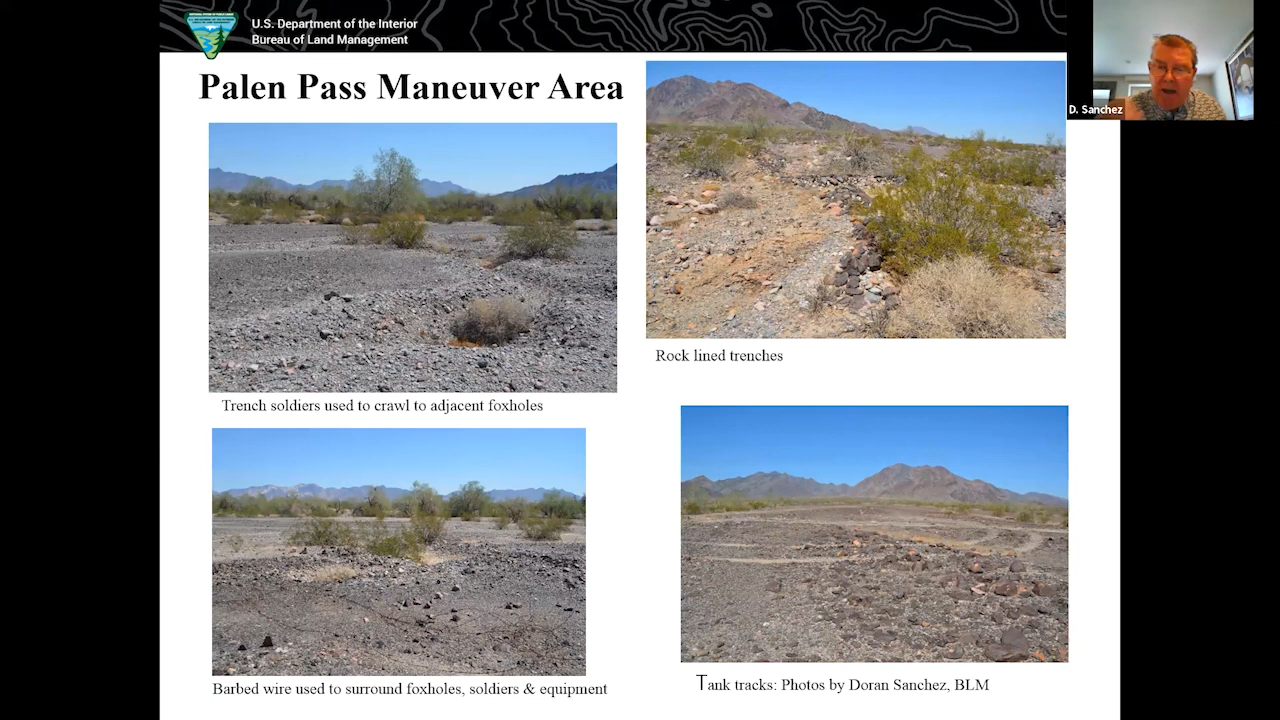 U.S. Department of the Interior
Bureau of Land Management
Palen Pass Maneuver Area
D. Sanchez
Rock lined trenches
Trench soldiers used to crawl to adjacent foxholes
Barbed wire used to surround foxholes, soldiers & equipment
Tank tracks: Photos by Doran Sanchez, BLM